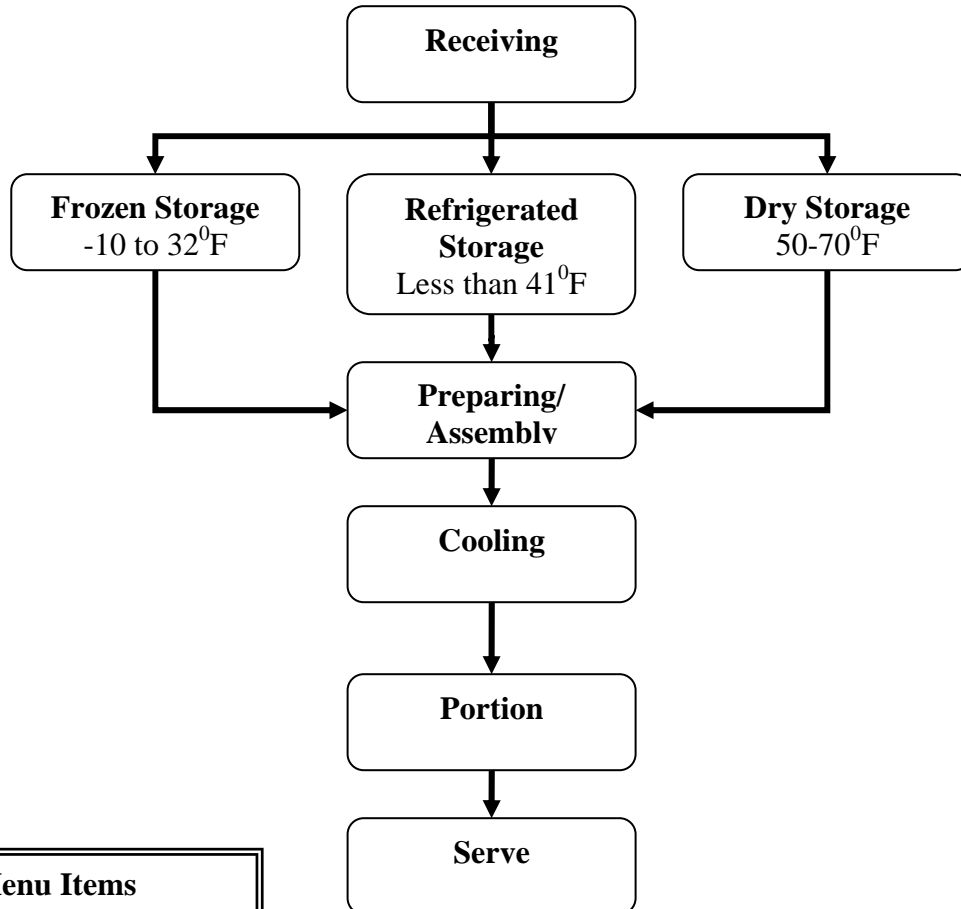 Receiving
Frozen Storage
-10 to 32⁰F
Refrigerated
Storage
Less than 41⁰F
Dry Storage
50-70⁰F
Preparing/
Assembly
Cooling
Portion
Serve
Menu Items